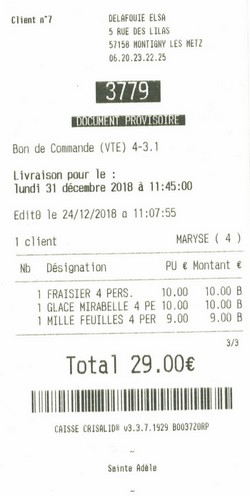 Client n°7
DELAFOUIE ELSA
5 RUE DES LILAS
57158 MONTIGNY LES METZ
06.20.23.22.25
3779
DOCUMENT PROVISOIRE
Bon de Commande (VTE) 4-3.1
Livraison pour le :
lundi 31 décembre 2018 à 11:45:00
Edit0 le 24/12/2018 a 11:07:55
1 client MARYSE ( 4 )
Nb Désignation PU € Montant €
1 FRAISIER 4 PERS. 10.00 10.00 B
1 GLACE MIRABELLE 4 PE 10.00 10.00 B
1 MILLE FEUILLES 4 PER 9.00 9.00 B
3/3
Total 29.00€
CAISSE CRISALID® v3.3.7.1929 B003720RP
-
Sainte Adèle
-